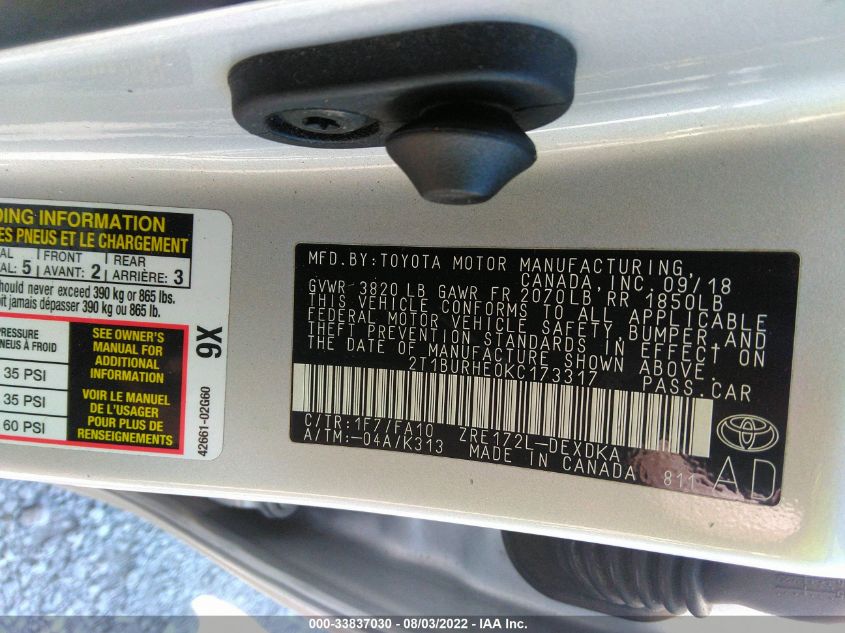 DING INFORMATION
ES PNEUS ET LE CHARGEMENT
AL 5 FRONT 2 REAR 3
AL: AVANT: ARRIÈRE:
hould never exceed 390 kg or 865 lbs.
oit jamais dépasser 390 kg ou 865 lb.
PRESSURE
NEUS À FROID
35 PSI
35 PSI
60 PSI
SEE OWNER'S
MANUAL FOR
ADDITIONAL
INFORMATION
VOIR LE MANUEL
DE L'USAGER
POUR PLUS DE
RENSEIGNEMENTS
9X
42661-02G60
MFD.BY:TOYOTA MOTOR MANUFACTURING,
CANADA,INC.09/18
GVWR 3820LB GAWR FR 2070LB RR 1850LB
THIS VEHICLE CONFORMS TO ALL APPLICABLE
FEDERAL MOTOR VEHICLE SAFETY,BUMPER,AND
THEFT PREVENTION STANDARDS IN EFFECT ON
THE DATE OF MANUFACTURE SHOWN ABOVE.
2T1BURHE0KC173317 PASS.CAR
C/TR:1F7/FA10 ZRE172L-DEXDKA
A/TM:-04A/K313 MADE IN CANADA 811
AD
000-33837030 - 08/03/2022 - IAA Inc.